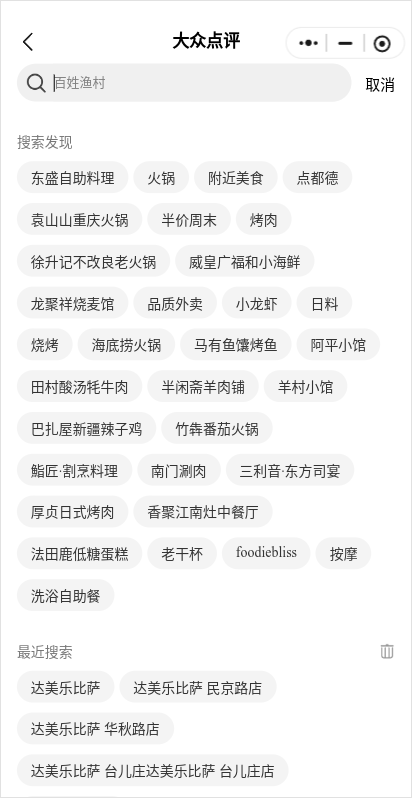 大众点评
百姓渔村 取消
搜索发现
东盛自助料理 火锅 附近美食 点都德
袁山山重庆火锅 半价周末 烤肉
徐升记不改良老火锅 威皇广福和小海鲜
龙聚祥烧麦馆 品质外卖 小龙虾 日料
烧烤 海底捞火锅 马有鱼馕烤鱼 阿平小馆
田村酸汤牦牛肉 半闲斋羊肉铺 羊村小馆
巴扎屋新疆辣子鸡 竹犇番茄火锅
鮨匠·割烹料理 南门涮肉 三利音·东方司宴
厚贞日式烤肉 香聚江南灶中餐厅
法田鹿低糖蛋糕 老干杯 foodiebliss 按摩
洗浴自助餐
最近搜索
达美乐比萨 达美乐比萨 民京路店
达美乐比萨 华秋路店
达美乐比萨 台儿庄达美乐比萨 台儿庄店